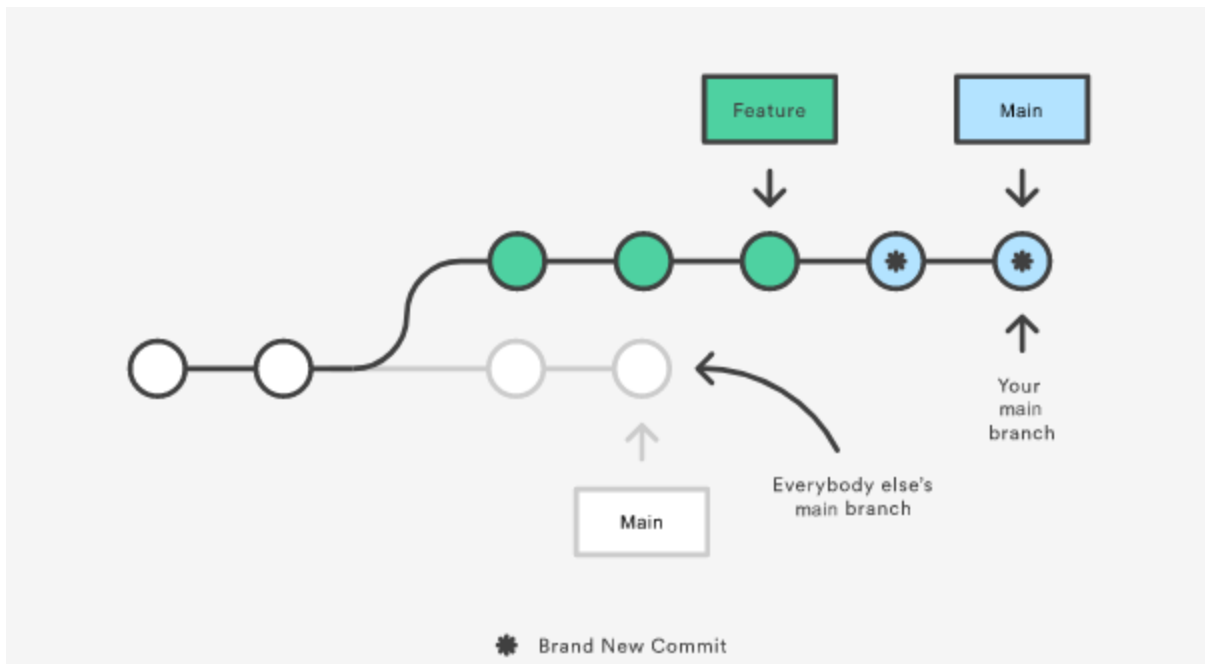 Feature
Main
Your
main
branch
Everybody else's
main branch
Main
Brand New Commit